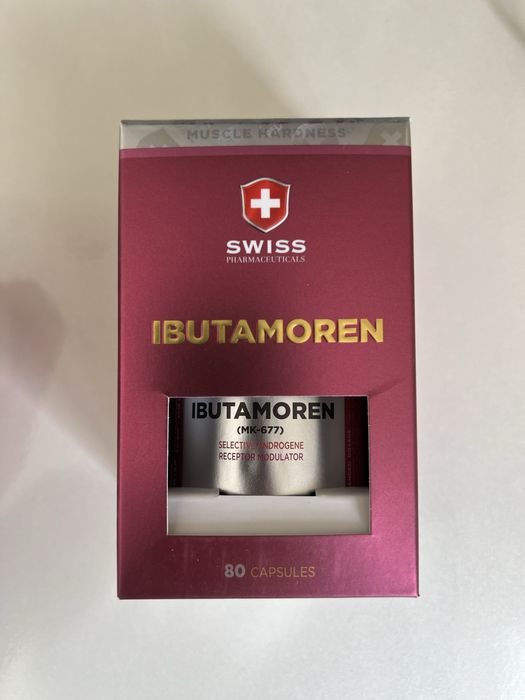 MUSCLE HARDNESS
SWISS
PHARMACEUTICALS
IBUTAMOREN
IBUTAMOREN
(MK-677)
SELECTIVE ANDROGENE
RECEPTOR MODULATOR
80 CAPSULES